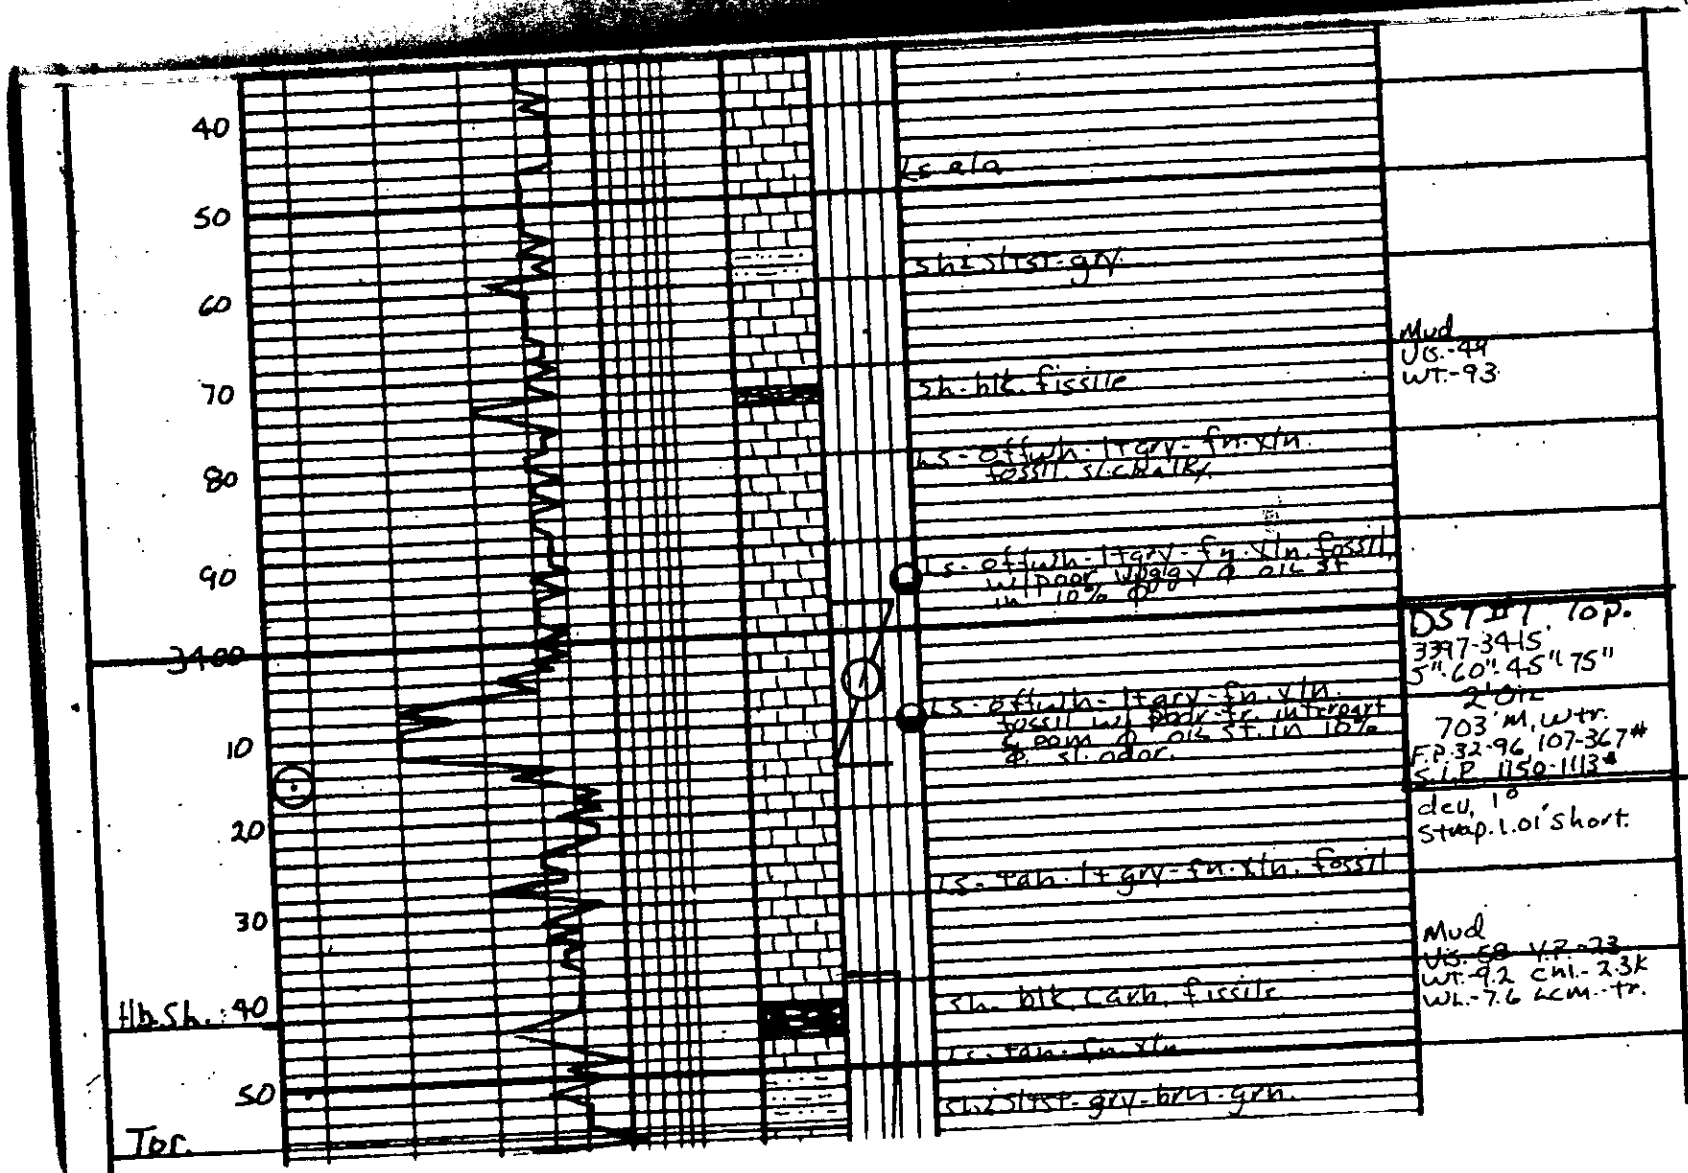 40
Ls a/a
50
Sh & sltst-gry.
60
Mud
Vis.-49
WT.-93
70
Sh-blk. fissile
Ls-offwh-ltgry-fn.xln.
fossil. sl.chalky.
80
Ls-offwh-ltgry-fn.xln.fossil,
w/poor vuggy Φ oil st
in 10%
90
DST #1 Top.
3397-3415
5"-60"-45"-75"
2' Oil
703' M. wtr.
F.P. 32-96, 107-367#
S.I.P. 1150-1113#
3400
Ls-offwh-ltgry-fn.xln.
fossil w/ poor-fr. interpart
& oom Φ oil st. in 10%
Φ. sl. odor.
10
dev. 1°
Strap. 1.01' short.
20
Ls-tan-lt gry-fn.xln. fossil
30
Mud
Vis. 58 Y.P.-23
WT.-9.2 Chl.-2.3K
WL.-7.6 LCM.-tr.
Hb.Sh. 40
Sh. blk. carb. fissile
Ls-tan-fn.xln
50
Sh & sltst-gry-brn-grn.
Tor.